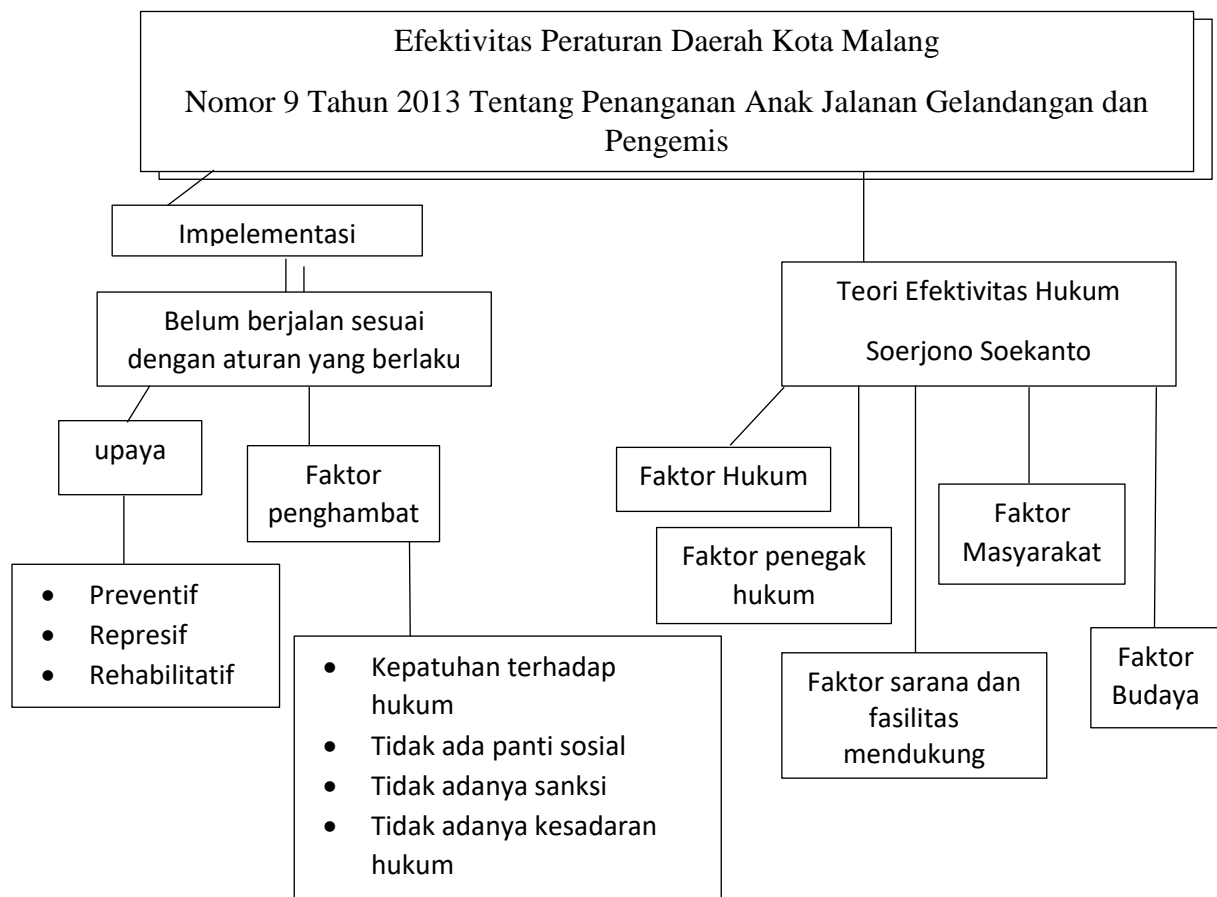 Efektivitas Peraturan Daerah Kota Malang
Nomor 9 Tahun 2013 Tentang Penanganan Anak Jalanan Gelandangan dan
Pengemis
Impelementasi
Belum berjalan sesuai
dengan aturan yang berlaku
upaya
Faktor
penghambat
• Preventif
• Represif
• Rehabilitatif
• Kepatuhan terhadap
hukum
• Tidak ada panti sosial
• Tidak adanya sanksi
• Tidak adanya kesadaran
hukum
Teori Efektivitas Hukum
Soerjono Soekanto
Faktor Hukum
Faktor penegak
hukum
Faktor sarana dan
fasilitas
mendukung
Faktor
Masyarakat
Faktor
Budaya